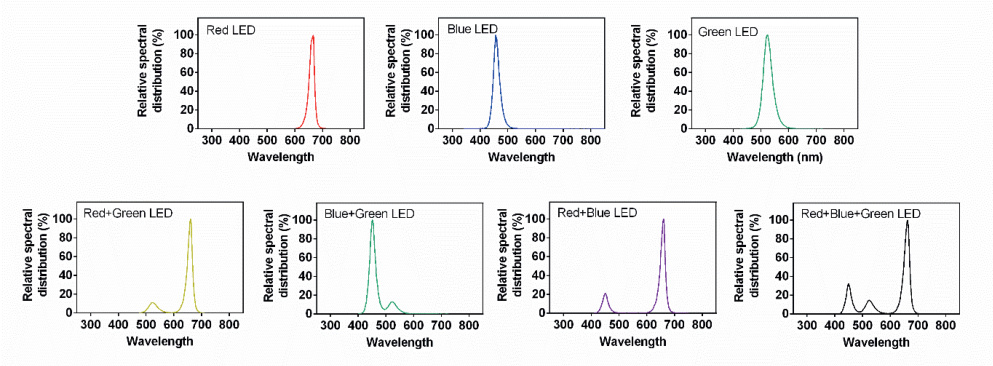 Red LED
Relative spectral
distribution (%)
100
80
60
40
20
0
300 400 500 600 700 800
Wavelength
Blue LED
Relative spectral
distribution (%)
100
80
60
40
20
0
300 400 500 600 700 800
Wavelength
Green LED
Relative spectral
distribution (%)
100
80
60
40
20
0
300 400 500 600 700 800
Wavelength (nm)
Red+Green LED
Relative spectral
distribution (%)
100
80
60
40
20
0
300 400 500 600 700 800
Wavelength
Blue+Green LED
Relative spectral
distribution (%)
100
80
60
40
20
0
300 400 500 600 700 800
Wavelength
Red+Blue LED
Relative spectral
distribution (%)
100
80
60
40
20
0
300 400 500 600 700 800
Wavelength
Red+Blue+Green LED
Relative spectral
distribution (%)
100
80
60
40
20
0
300 400 500 600 700 800
Wavelength